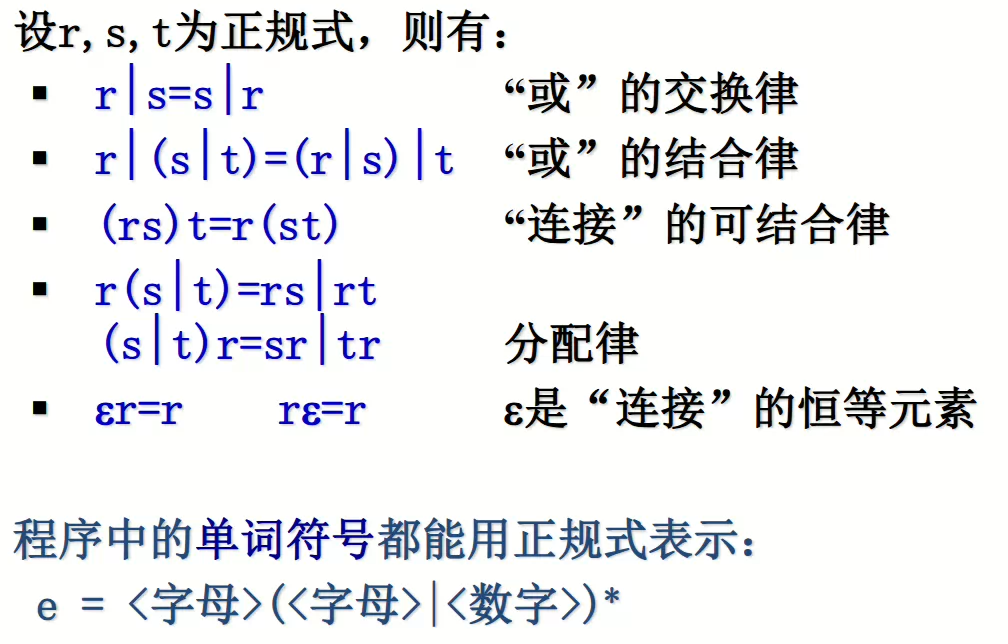 设r,s,t为正规式，则有：
▪ r|s=s|r “或”的交换律
▪ r|(s|t)=(r|s)|t “或”的结合律
▪ (rs)t=r(st) “连接”的可结合律
▪ r(s|t)=rs|rt
(s|t)r=sr|tr 分配律
▪ εr=r rε=r ε是“连接”的恒等元素
程序中的单词符号都能用正规式表示：
e = <字母>(<字母>|<数字>)*